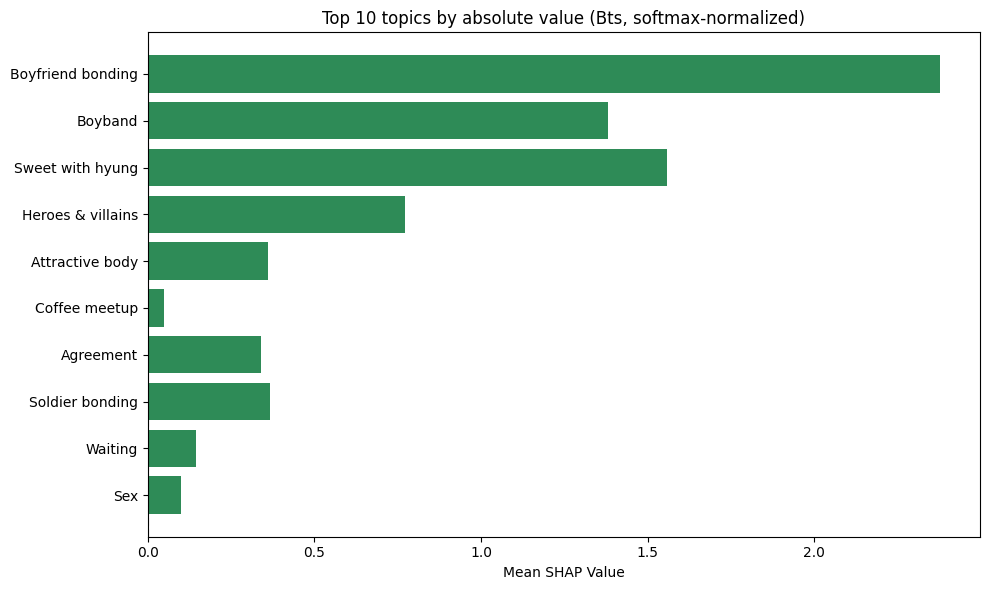 Top 10 topics by absolute value (Bts, softmax-normalized)
Boyfriend bonding
Boyband
Sweet with hyung
Heroes & villains
Attractive body
Coffee meetup
Agreement
Soldier bonding
Waiting
Sex
0.0 0.5 1.0 1.5 2.0
Mean SHAP Value